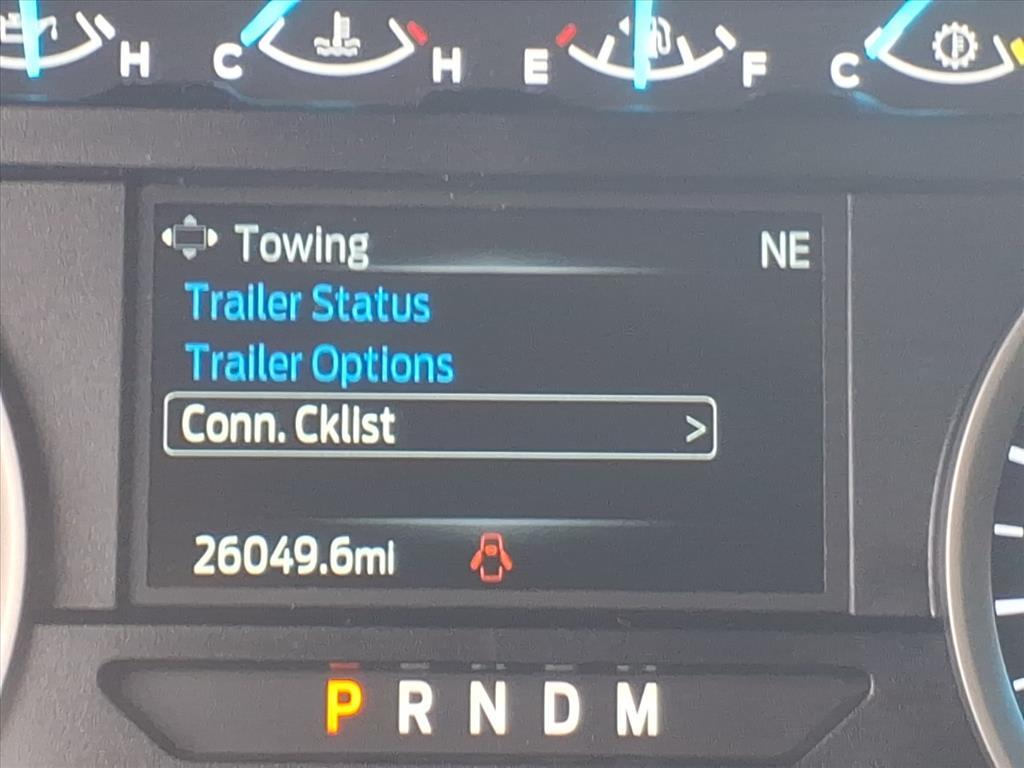 H C H E F C
Towing NE
Trailer Status
Trailer Options
Conn. Cklist >
26049.6mi
P R N D M